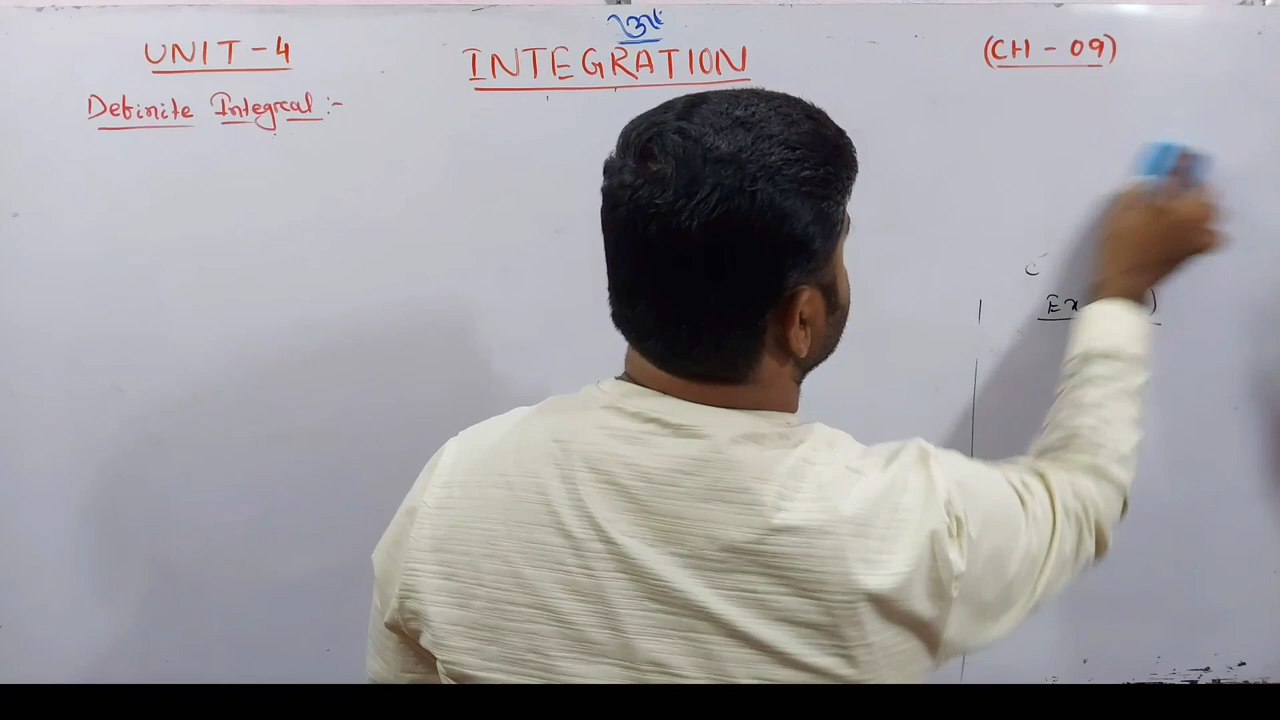 ଓଁ
UNIT - 4
INTEGRATION
(CH - 09)
Definite Integral :-